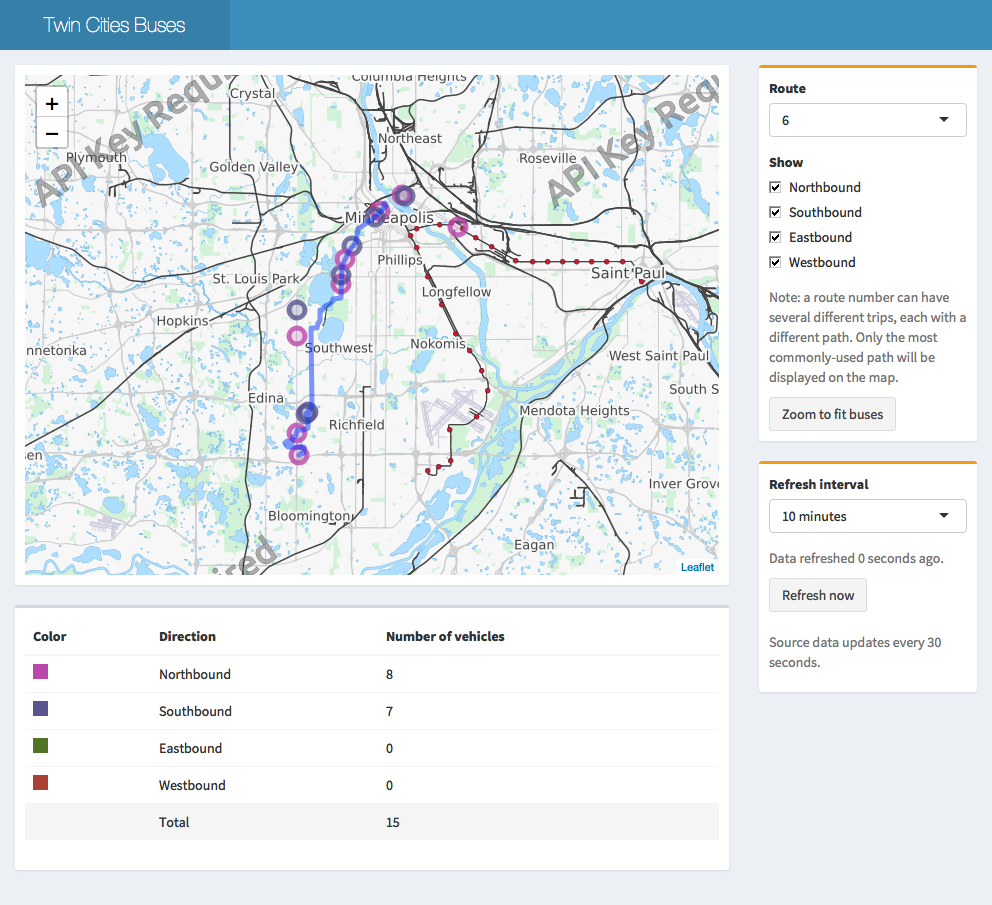 Twin Cities Buses
+
−
Columbia Heights
Crystal
API Key Requ
API Key Requ
Plymouth
Northeast
Golden Valley
Roseville
Minneapolis
Phillips
St. Louis Park
Saint Paul
Longfellow
Hopkins
nnetonka
Southwest
Nokomis
West Saint Paul
Edina
South S
Richfield
Mendota Heights
sen
Inver Grove
Bloomington
Eagan
ired
Leaflet
Route
6
Show
Northbound
Southbound
Eastbound
Westbound
Note: a route number can have
several different trips, each with a
different path. Only the most
commonly-used path will be
displayed on the map.
Zoom to fit buses
Refresh interval
10 minutes
Data refreshed 0 seconds ago.
Refresh now
Source data updates every 30
seconds.
Color Direction Number of vehicles
Northbound 8
Southbound 7
Eastbound 0
Westbound 0
Total 15